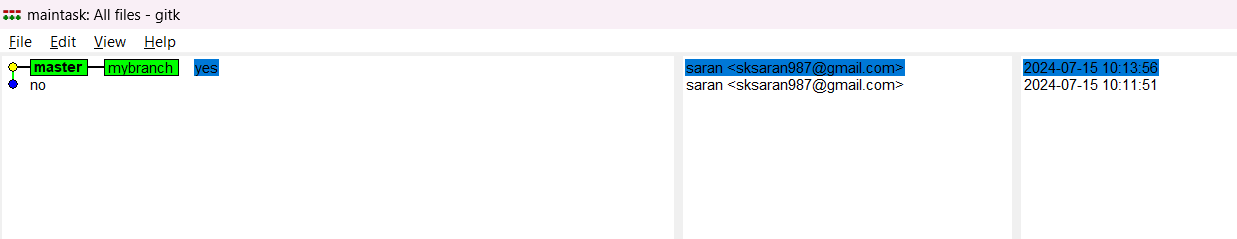 maintask: All files - gitk
File Edit View Help
master mybranch yes saran <sksaran987@gmail.com> 2024-07-15 10:13:56
no saran <sksaran987@gmail.com> 2024-07-15 10:11:51